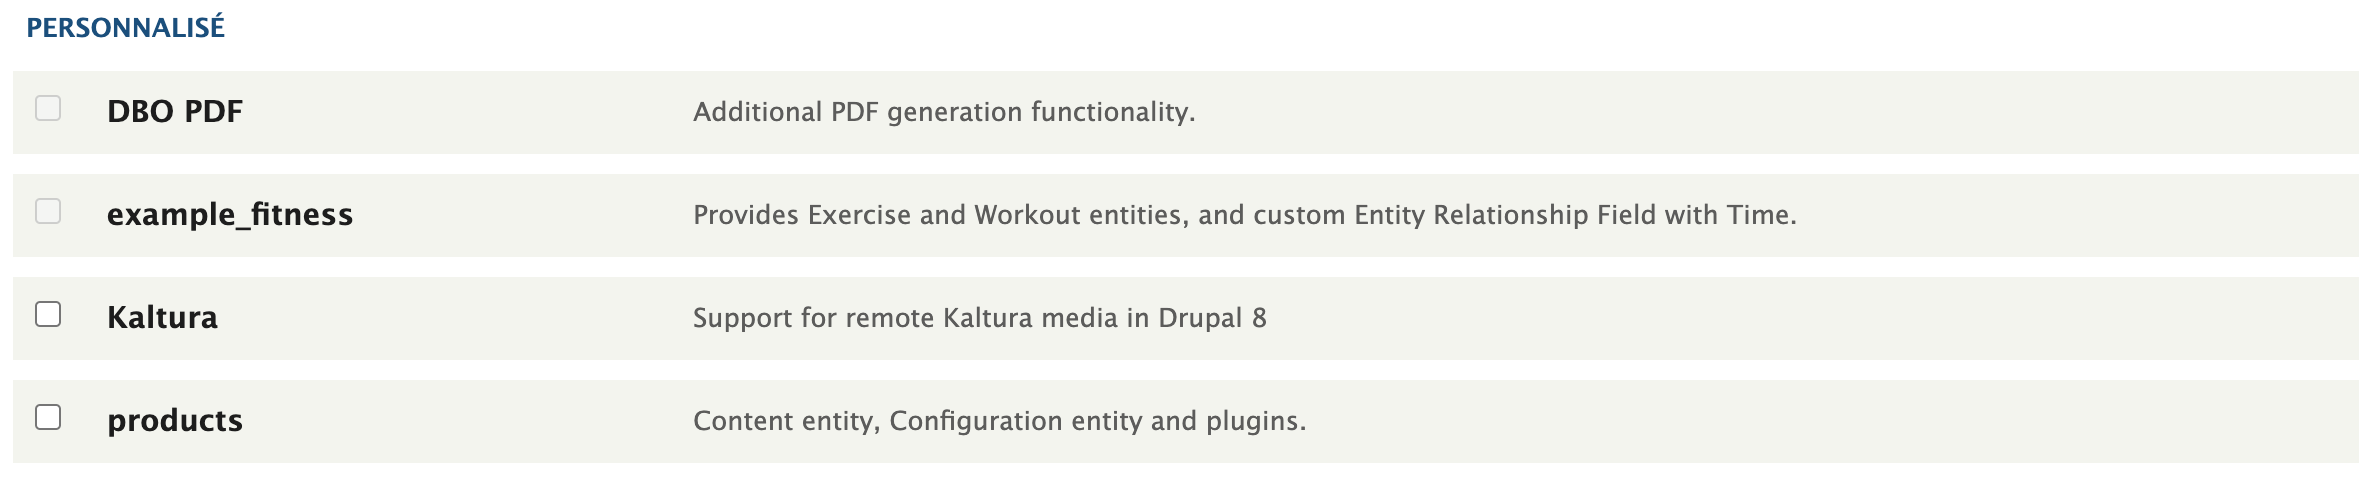 PERSONNALISÉ
DBO PDF Additional PDF generation functionality.
example_fitness Provides Exercise and Workout entities, and custom Entity Relationship Field with Time.
Kaltura Support for remote Kaltura media in Drupal 8
products Content entity, Configuration entity and plugins.